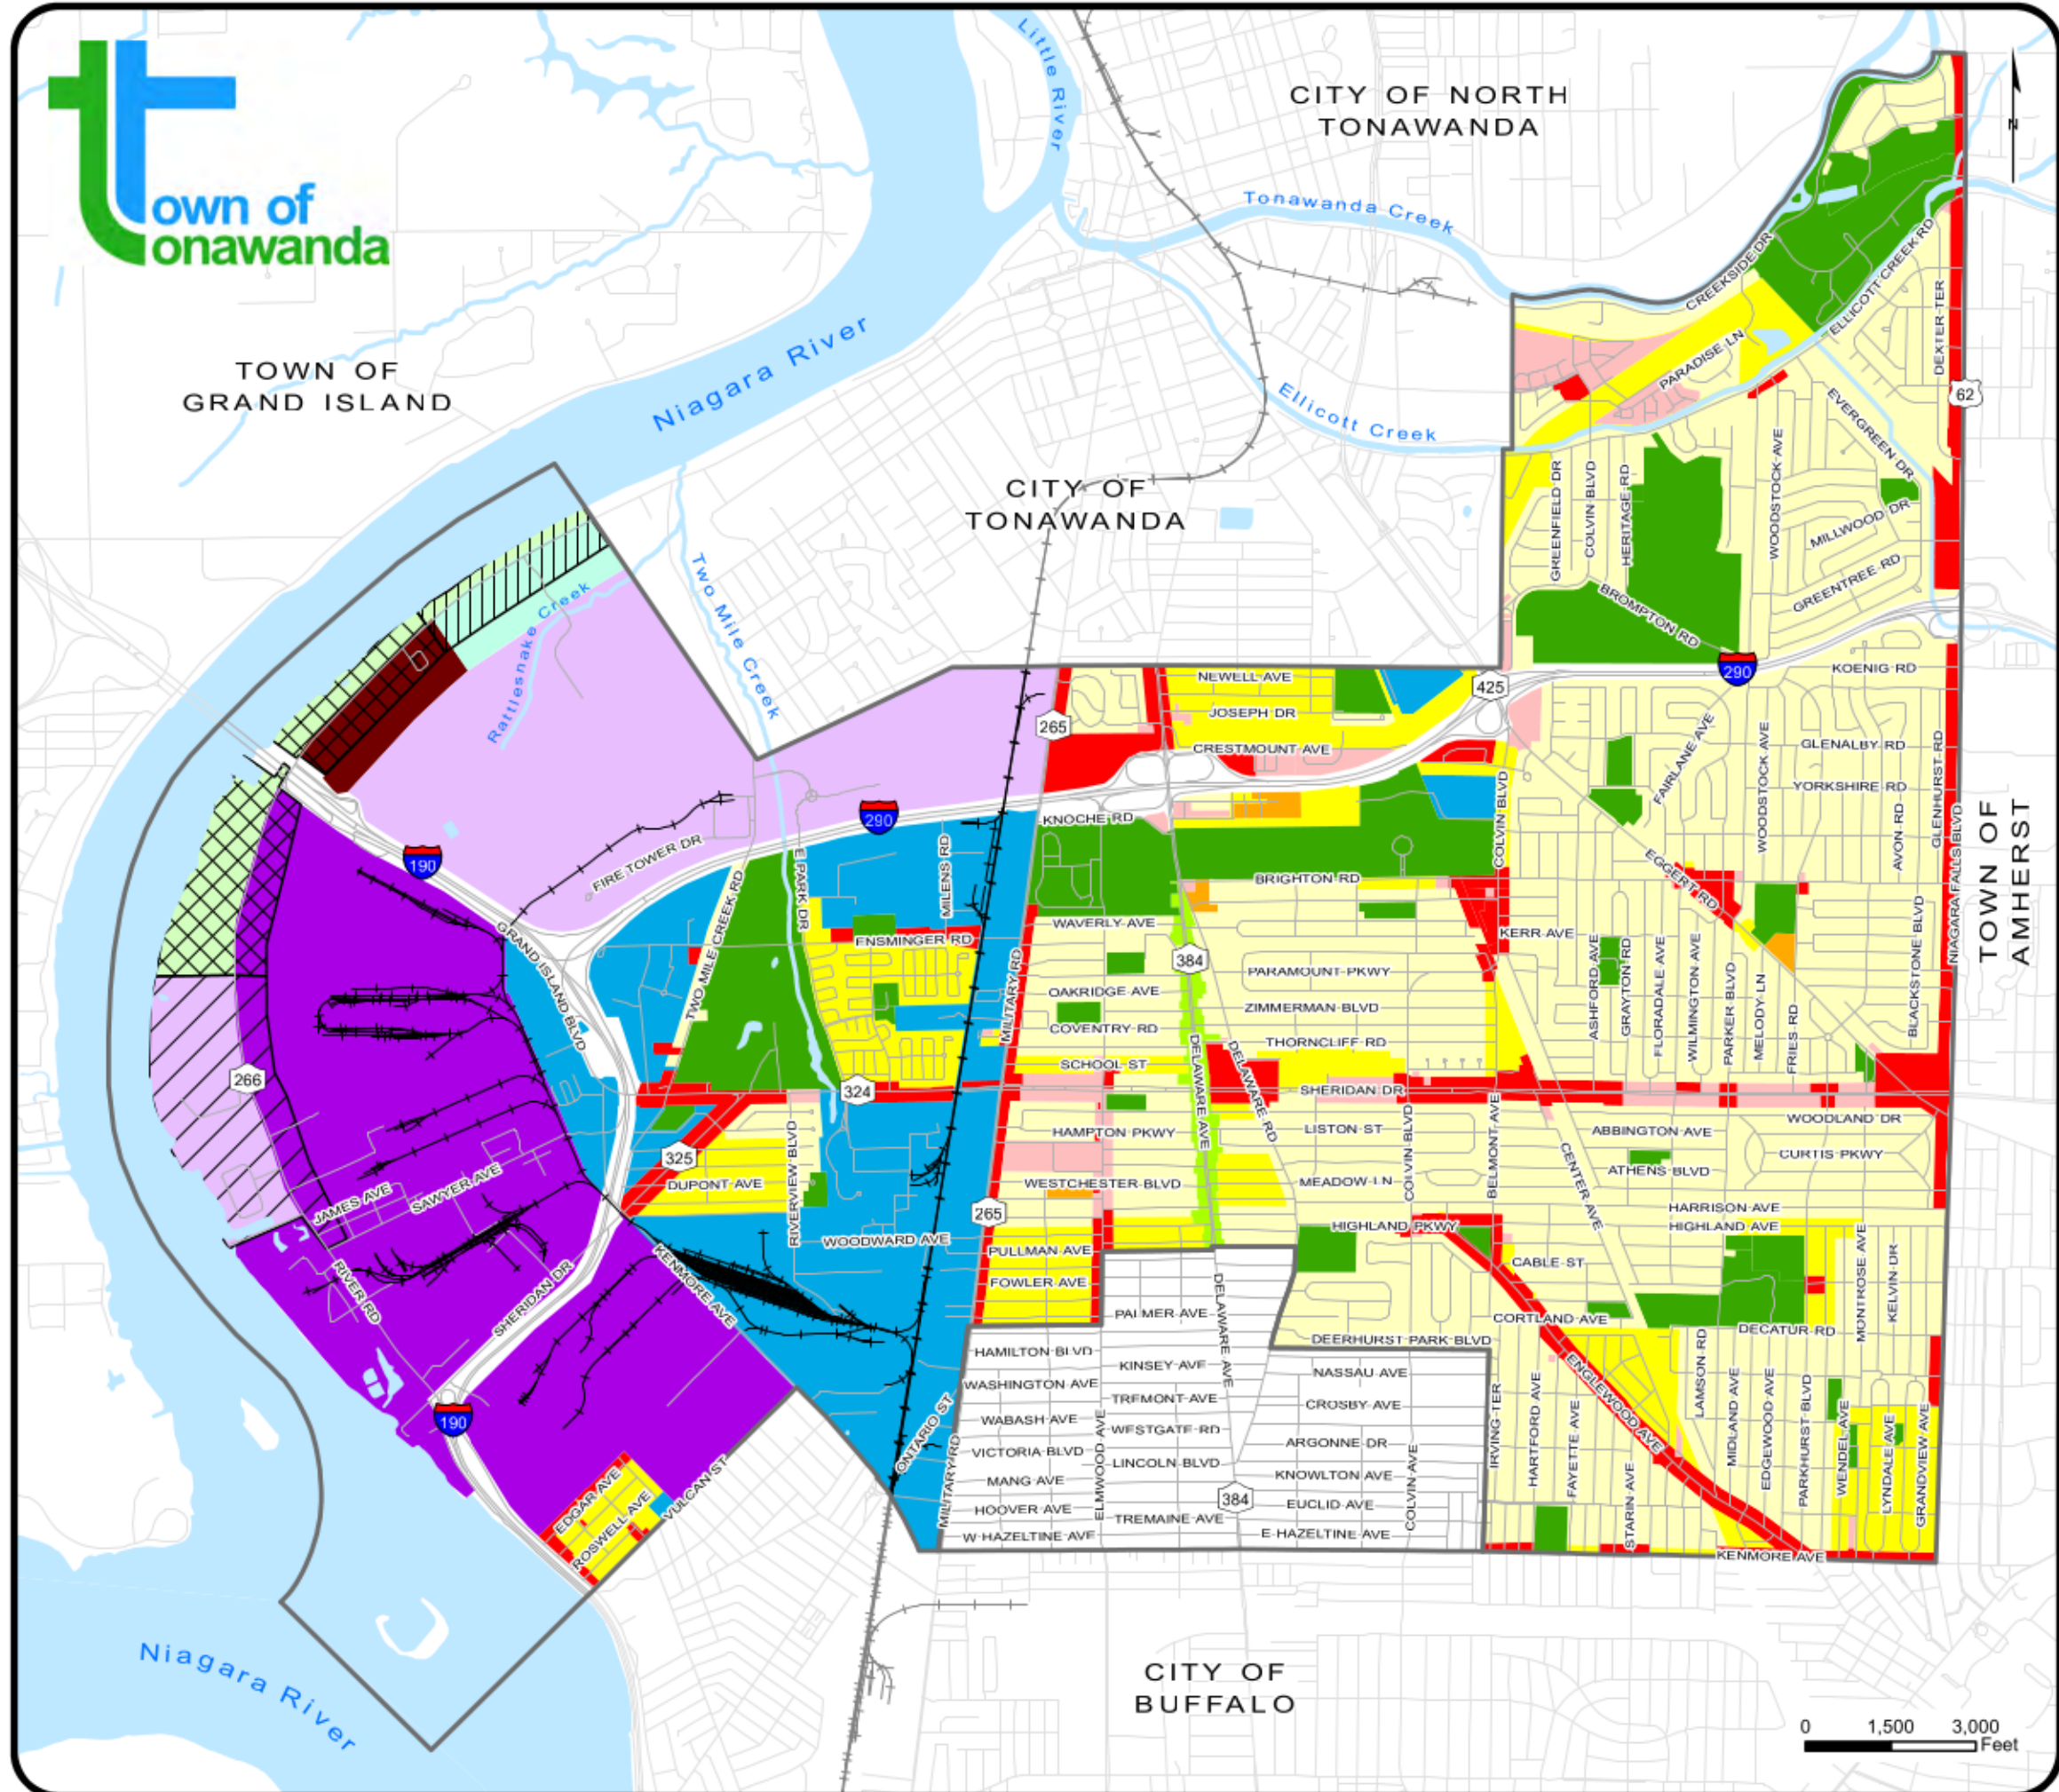 Town of
Tonawanda
CITY OF NORTH
TONAWANDA
N
Little River
Tonawanda Creek
CREEKSIDE DR
ELLICOTT CREEK RD
DEXTER TER
PARADISE LN
62
TOWN OF
GRAND ISLAND
Niagara River
Ellicott Creek
EVERGREEN DR
CITY OF
TONAWANDA
GREENFIELD DR
COLVIN BLVD
HERITAGE RD
WOODSTOCK AVE
MILLWOOD DR
GREENTREE RD
BROMPTON RD
Two Mile Creek
Rattlesnake Creek
290
KOENIG RD
NEWELL AVE
425
JOSEPH DR
265
CRESTMOUNT AVE
FAIRLANE AVE
WOODSTOCK AVE
GLENALBY RD
GLENHURST RD
YORKSHIRE RD
AVON RD
COLVIN BLVD
290
KNOCHE RD
190
FIRE TOWER DR
E PARK DR
MILENS RD
TWO MILE CREEK RD
BRIGHTON RD
EGGERT RD
NIAGARA FALLS BLVD
TOWN OF
AMHERST
GRAND ISLAND BLVD
ENSMINGER RD
WAVERLY AVE
KERR AVE
384
MILITARY RD
OAKRIDGE AVE
PARAMOUNT PKWY
ASHFORD AVE
GRAYTON RD
FLORADALE AVE
WILMINGTON AVE
PARKER BLVD
MELODY LN
FRIES RD
BLACKSTONE BLVD
COVENTRY RD
ZIMMERMAN BLVD
THORNCLIFF RD
SCHOOL ST
DELAWARE AVE
DELAWARE RD
266
324
SHERIDAN DR
HAMPTON PKWY
LISTON ST
COLVIN BLVD
BELMONT AVE
CENTER AVE
ABBINGTON AVE
WOODLAND DR
CURTIS PKWY
ATHENS BLVD
325
DUPONT AVE
RIVERVIEW BLVD
WESTCHESTER BLVD
MEADOW LN
JAMES AVE
SAWYER AVE
265
HARRISON AVE
HIGHLAND PKWY
HIGHLAND AVE
WOODWARD AVE
PULLMAN AVE
CABLE ST
MONTROSE AVE
KELVIN DR
RIVER RD
SHERIDAN DR
KENMORE AVE
FOWLER AVE
PALMER AVE
DELAWARE AVE
CORTLAND AVE
DECATUR RD
DEERHURST PARK BLVD
HAMILTON BLVD
KINSEY AVE
NASSAU AVE
ENGLEWOOD AVE
LAMSON RD
WASHINGTON AVE
TREMONT AVE
CROSBY AVE
IRVING TER
HARTFORD AVE
FAYETTE AVE
STARIN AVE
MIDLAND AVE
EDGEWOOD AVE
PARKHURST BLVD
WENDEL AVE
LYNDALE AVE
GRANDVIEW AVE
190
ONTARIO ST
MILITARY RD
WABASH AVE
ELMWOOD AVE
WESTGATE RD
ARGONNE DR
COLVIN AVE
VICTORIA BLVD
LINCOLN BLVD
KNOWLTON AVE
MANG AVE
384
EUCLID AVE
HOOVER AVE
TREMAINE AVE
W HAZELTINE AVE
E HAZELTINE AVE
EDGAR AVE
ROSWELL AVE
VULCAN ST
KENMORE AVE
Niagara River
CITY OF
BUFFALO
0 1,500 3,000
Feet